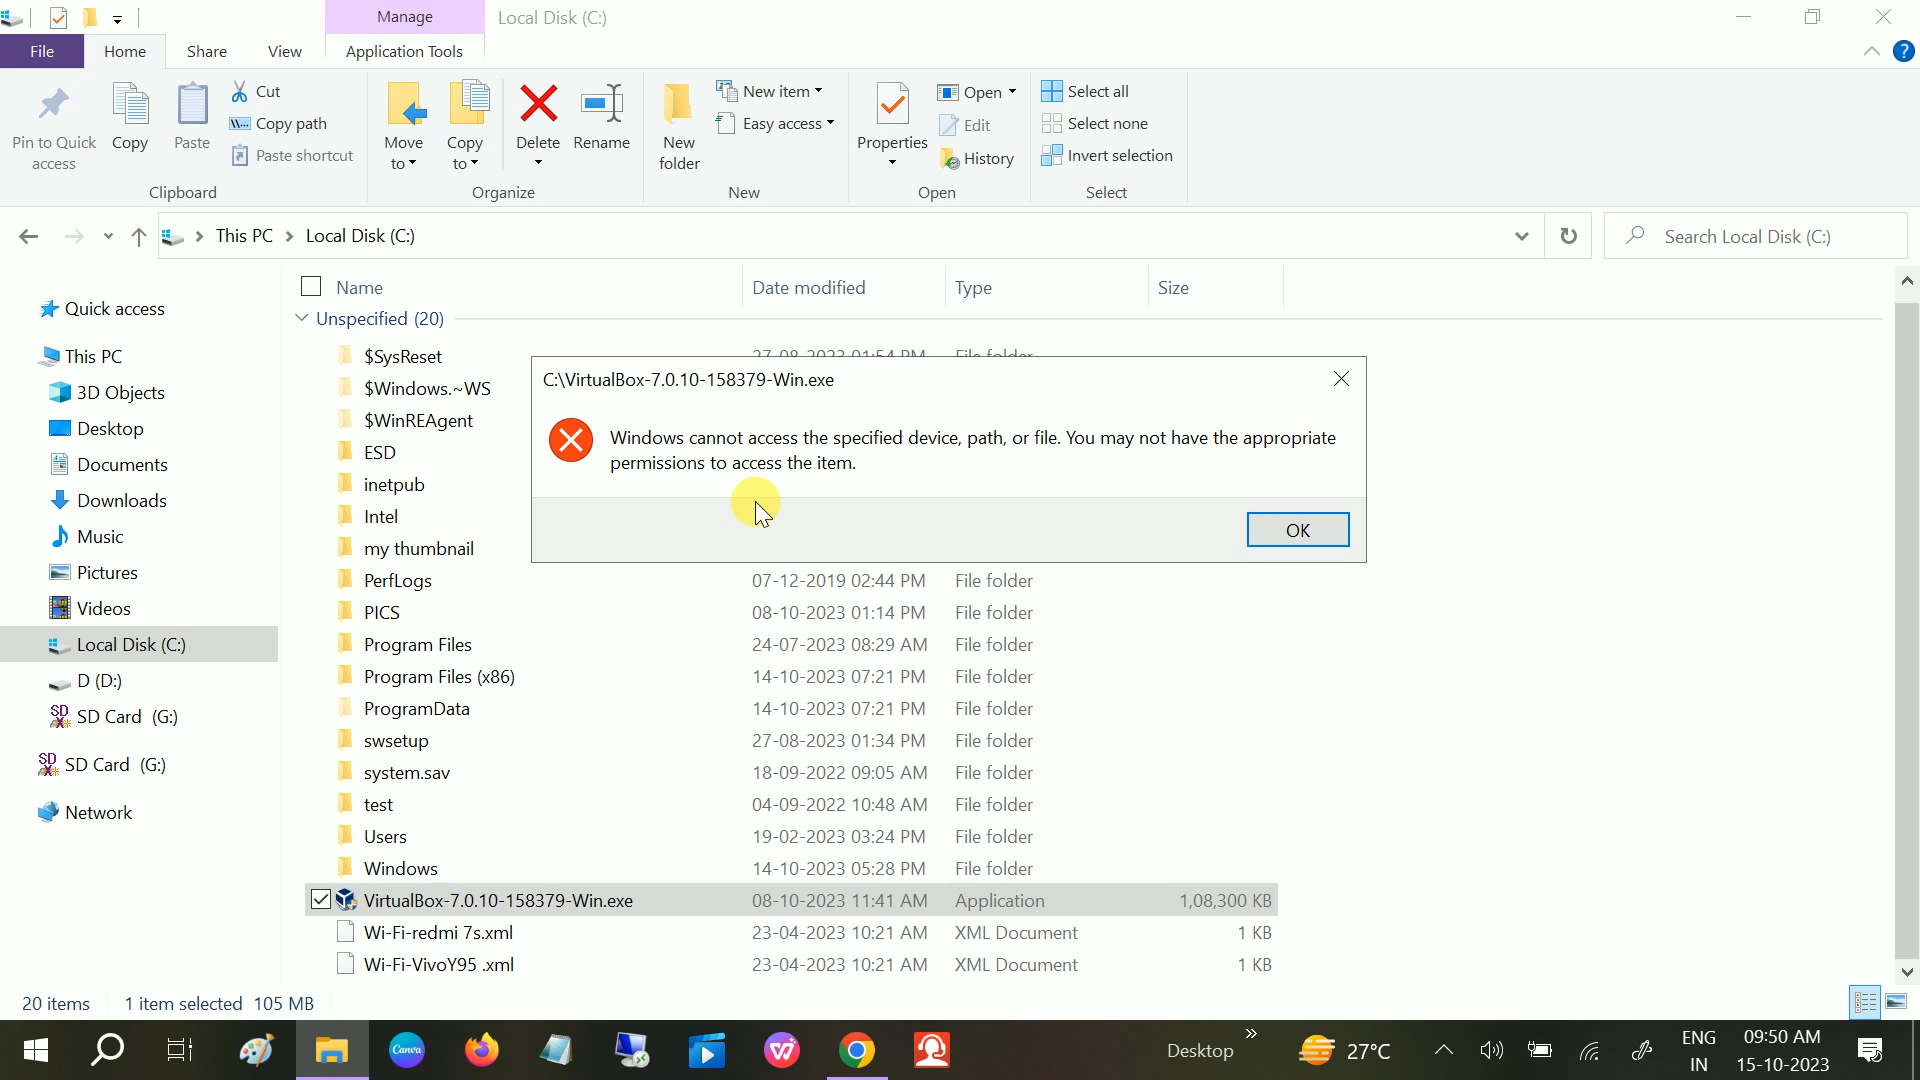 Manage
Local Disk (C:)
File
Home
Share
View
Application Tools
Pin to Quick
access
Copy
Paste
Cut
Copy path
Paste shortcut
Clipboard
Move
to
Copy
to
Delete
Rename
Organize
New
folder
New item
Easy access
New
Properties
Open
Edit
History
Open
Select all
Select none
Invert selection
Select
This PC
Local Disk (C:)
Search Local Disk (C:)
Quick access
This PC
3D Objects
Desktop
Documents
Downloads
Music
Pictures
Videos
Local Disk (C:)
D (D:)
SD Card (G:)
SD Card (G:)
Network
Name Date modified Type Size
Unspecified (20)
$SysReset 27-08-2023 01:54 PM File folder
$Windows.~WS
$WinREAgent
ESD
inetpub
Intel
my thumbnail
C:\VirtualBox-7.0.10-158379-Win.exe
Windows cannot access the specified device, path, or file. You may not have the appropriate
permissions to access the item.
OK
PerfLogs 07-12-2019 02:44 PM File folder
PICS 08-10-2023 01:14 PM File folder
Program Files 24-07-2023 08:29 AM File folder
Program Files (x86) 14-10-2023 07:21 PM File folder
ProgramData 14-10-2023 07:21 PM File folder
swsetup 27-08-2023 01:34 PM File folder
system.sav 18-09-2022 09:05 AM File folder
test 04-09-2022 10:48 AM File folder
Users 19-02-2023 03:24 PM File folder
Windows 14-10-2023 05:28 PM File folder
VirtualBox-7.0.10-158379-Win.exe 08-10-2023 11:41 AM Application 1,08,300 KB
Wi-Fi-redmi 7s.xml 23-04-2023 10:21 AM XML Document 1 KB
Wi-Fi-VivoY95 .xml 23-04-2023 10:21 AM XML Document 1 KB
20 items 1 item selected 105 MB
Canva
Desktop
27°C
ENG
IN
09:50 AM
15-10-2023